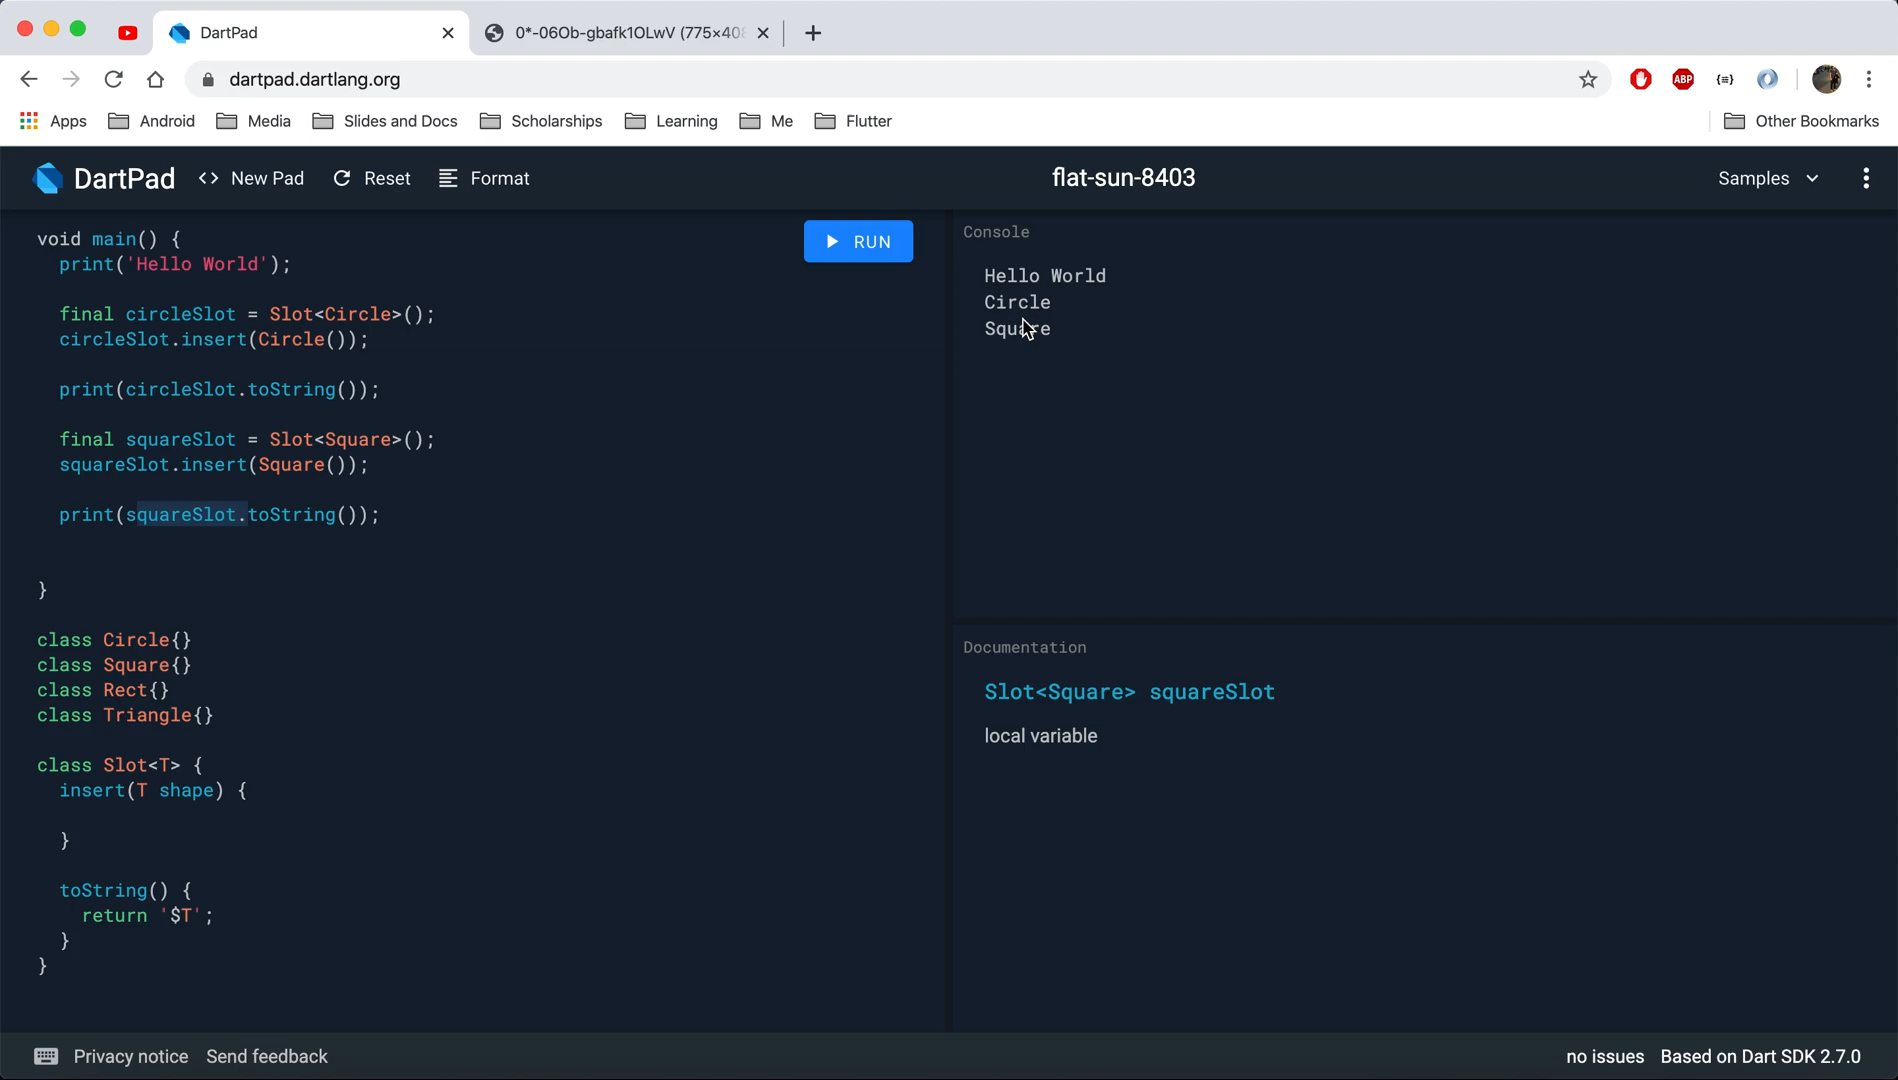 DartPad
0*-06Ob-gbafk1OLwV (775×408
dartpad.dartlang.org
ABP
Apps
Android
Media
Slides and Docs
Scholarships
Learning
Me
Flutter
Other Bookmarks
DartPad
<> New Pad
Reset
Format
flat-sun-8403
Samples
void main() {
print('Hello World');
final circleSlot = Slot<Circle>();
circleSlot.insert(Circle());
print(circleSlot.toString());
final squareSlot = Slot<Square>();
squareSlot.insert(Square());
print(squareSlot.toString());
}
class Circle{}
class Square{}
class Rect{}
class Triangle{}
class Slot<T> {
insert(T shape) {
}
toString() {
return '$T';
}
}
RUN
Console
Hello World
Circle
Square
Documentation
Slot<Square> squareSlot
local variable
Privacy notice
Send feedback
no issues
Based on Dart SDK 2.7.0